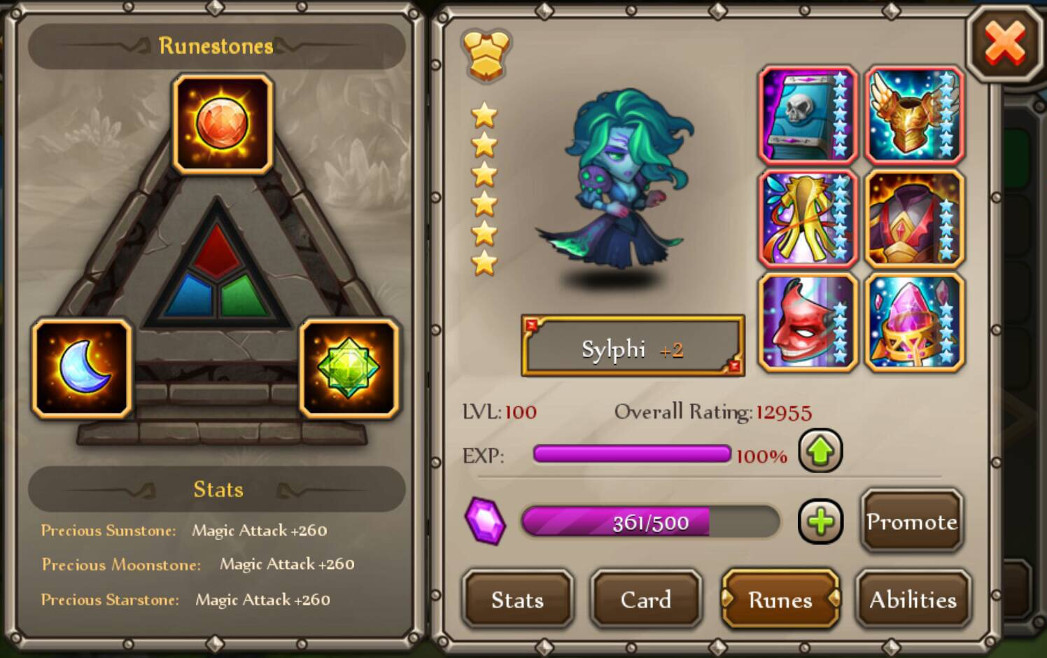 Runestones
Stats
Precious Sunstone: Magic Attack +260
Precious Moonstone: Magic Attack +260
Precious Starstone: Magic Attack +260
Sylphi +2
LVL: 100 Overall Rating: 12955
EXP: 100%
361/500
Promote
Stats Card Runes Abilities